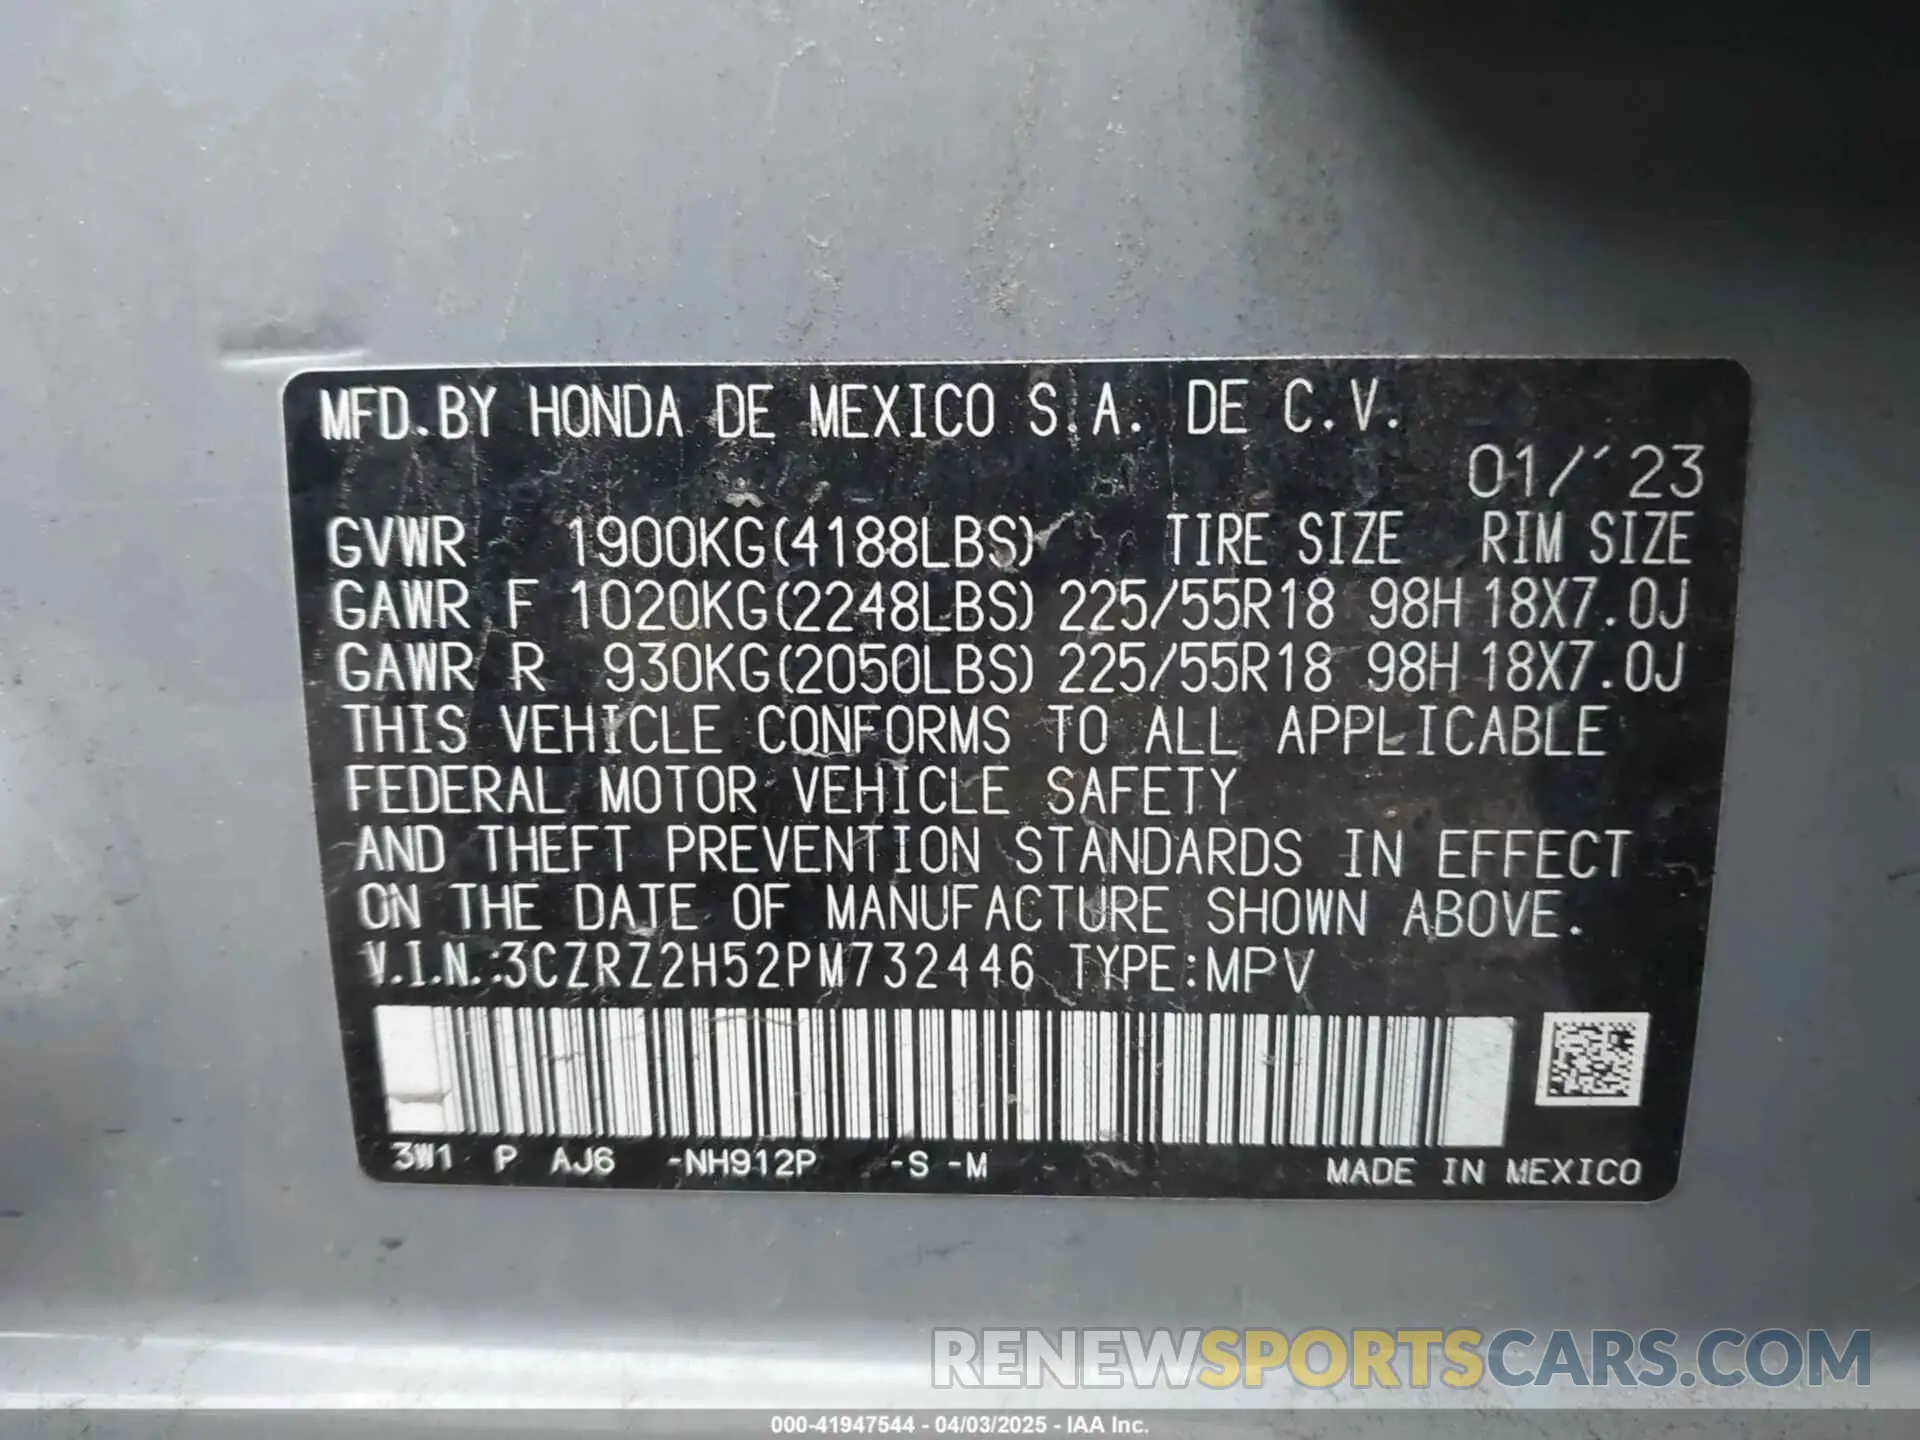 MFD.BY HONDA DE MEXICO S.A. DE C.V.
01/'23
GVWR 1900KG(4188LBS) TIRE SIZE RIM SIZE
GAWR F 1020KG(2248LBS) 225/55R18 98H 18X7.0J
GAWR R 930KG(2050LBS) 225/55R18 98H 18X7.0J
THIS VEHICLE CONFORMS TO ALL APPLICABLE
FEDERAL MOTOR VEHICLE SAFETY
AND THEFT PREVENTION STANDARDS IN EFFECT
ON THE DATE OF MANUFACTURE SHOWN ABOVE.
V.I.N.:3CZRZ2H52PM732446 TYPE:MPV
3W1 P AJ6 -NH912P -S -M MADE IN MEXICO
RENEWSPORTSCARS.COM
000-41947544 - 04/03/2025 - IAA Inc.